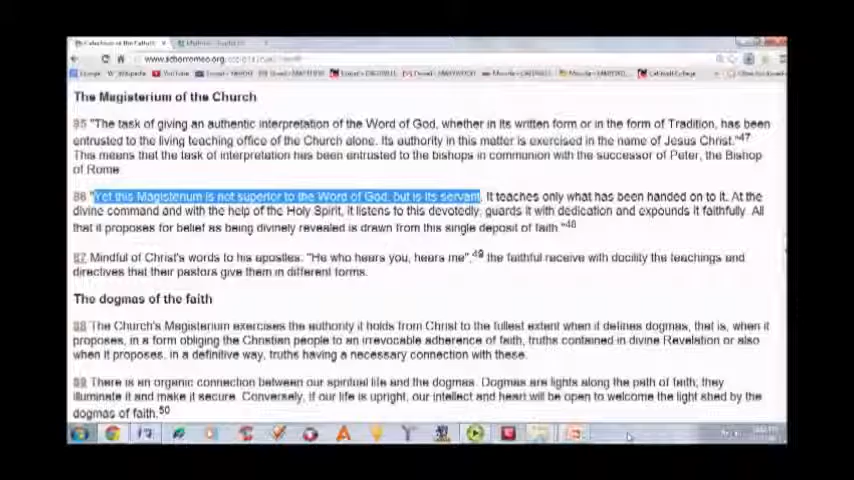 www.scborromeo.org
The Magisterium of the Church
85 "The task of giving an authentic interpretation of the Word of God, whether in its written form or in the form of Tradition, has been
entrusted to the living teaching office of the Church alone. Its authority in this matter is exercised in the name of Jesus Christ."47
This means that the task of interpretation has been entrusted to the bishops in communion with the successor of Peter, the Bishop
of Rome
86 "Yet this Magisterium is not superior to the Word of God, but is its servant. It teaches only what has been handed on to it. At the
divine command and with the help of the Holy Spirit, it listens to this devotedly, guards it with dedication and expounds it faithfully. All
that it proposes for belief as being divinely revealed is drawn from this single deposit of faith."48
87 Mindful of Christ's words to his apostles: "He who hears you, hears me",49 the faithful receive with docility the teachings and
directives that their pastors give them in different forms.
The dogmas of the faith
88 The Church's Magisterium exercises the authority it holds from Christ to the fullest extent when it defines dogmas, that is, when it
proposes, in a form obliging the Christian people to an irrevocable adherence of faith, truths contained in divine Revelation or also
when it proposes, in a definitive way, truths having a necessary connection with these.
89 There is an organic connection between our spiritual life and the dogmas. Dogmas are lights along the path of faith; they
illuminate it and make it secure. Conversely, if our life is upright, our intellect and heart will be open to welcome the light shed by the
dogmas of faith.50